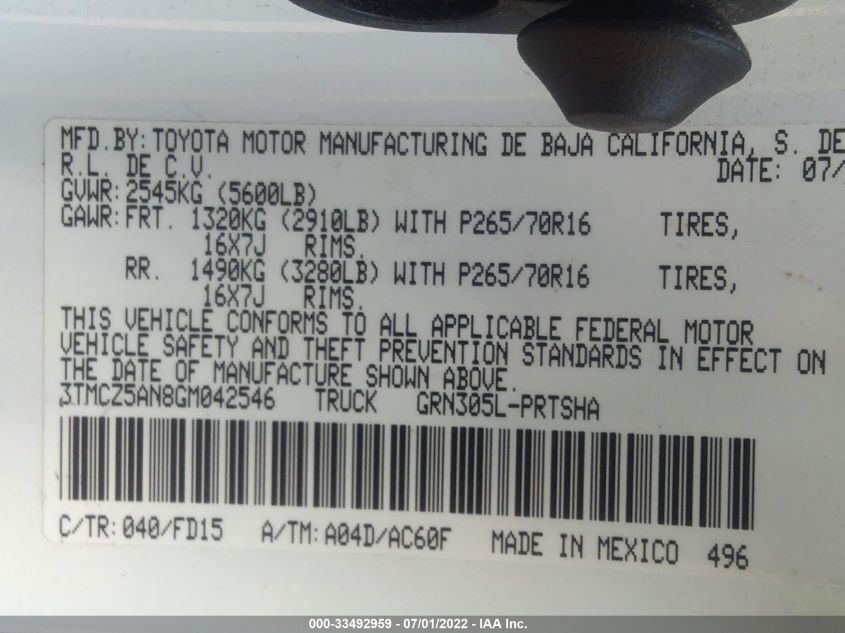 MFD.BY: TOYOTA MOTOR MANUFACTURING DE BAJA CALIFORNIA, S. DE
R.L. DE C.V. DATE: 07/
GVWR: 2545KG (5600LB)
GAWR: FRT. 1320KG (2910LB) WITH P265/70R16 TIRES,
16X7J RIMS.
RR. 1490KG (3280LB) WITH P265/70R16 TIRES,
16X7J RIMS.
THIS VEHICLE CONFORMS TO ALL APPLICABLE FEDERAL MOTOR
VEHICLE SAFETY AND THEFT PREVENTION STANDARDS IN EFFECT ON
THE DATE OF MANUFACTURE SHOWN ABOVE.
3TMCZ5AN8GM042546 TRUCK GRN305L-PRTSHA
C/TR: 040/FD15 A/TM: A04D/AC60F MADE IN MEXICO 496
000-33492959 - 07/01/2022 - IAA Inc.